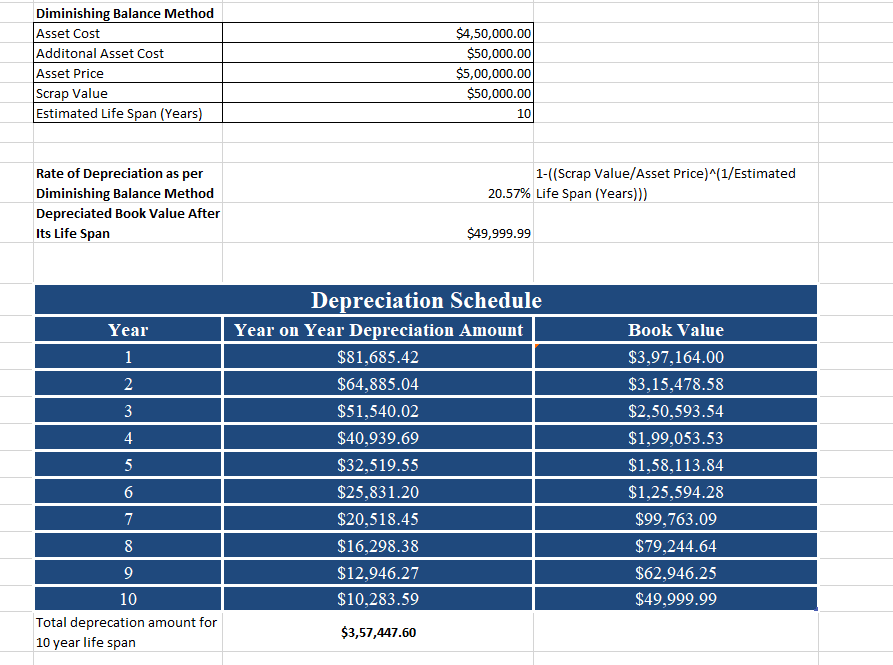 Diminishing Balance Method
Asset Cost $4,50,000.00
Additonal Asset Cost $50,000.00
Asset Price $5,00,000.00
Scrap Value $50,000.00
Estimated Life Span (Years) 10
Rate of Depreciation as per
Diminishing Balance Method 20.57%
1-((Scrap Value/Asset Price)^(1/Estimated
Life Span (Years)))
Depreciated Book Value After
Its Life Span $49,999.99
Depreciation Schedule
Year Year on Year Depreciation Amount Book Value
1 $81,685.42 $3,97,164.00
2 $64,885.04 $3,15,478.58
3 $51,540.02 $2,50,593.54
4 $40,939.69 $1,99,053.53
5 $32,519.55 $1,58,113.84
6 $25,831.20 $1,25,594.28
7 $20,518.45 $99,763.09
8 $16,298.38 $79,244.64
9 $12,946.27 $62,946.25
10 $10,283.59 $49,999.99
Total deprecation amount for
10 year life span $3,57,447.60